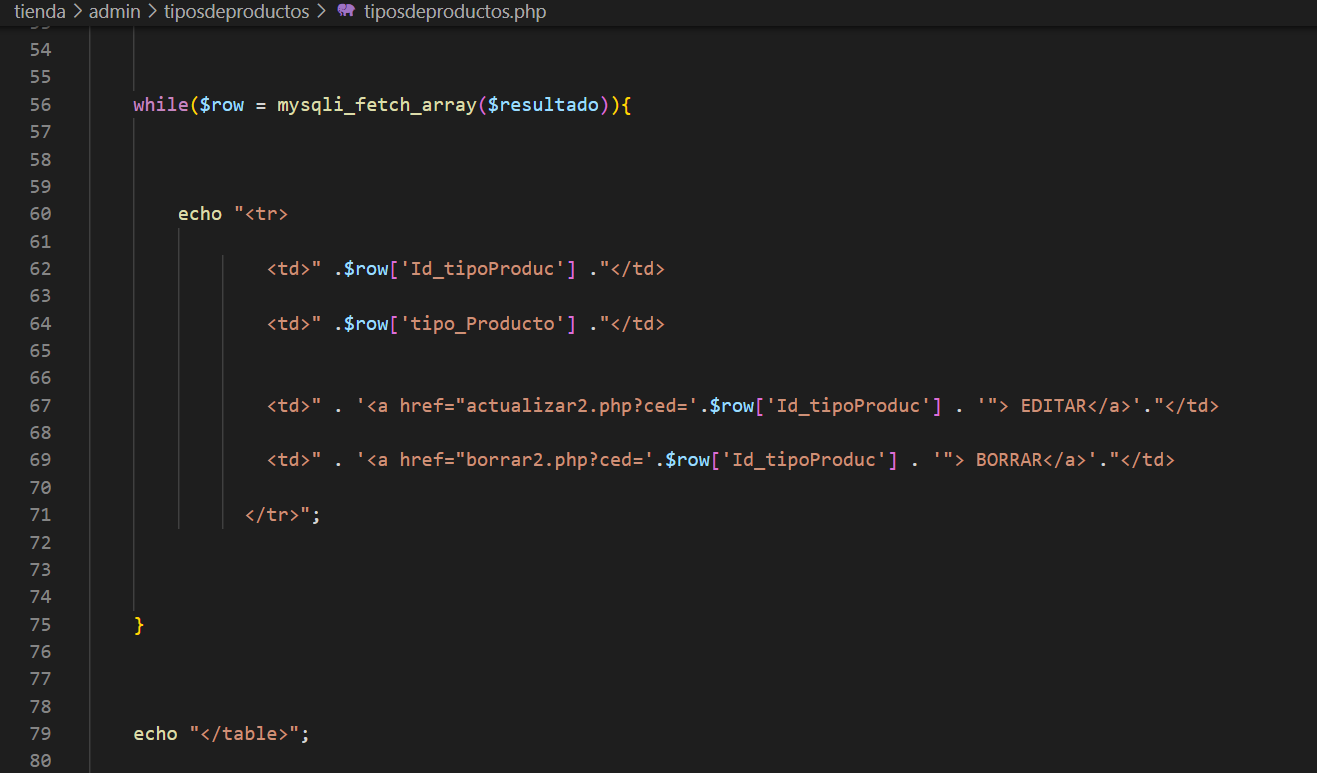 tienda > admin > tiposdeproductos > tiposdeproductos.php
54
55
56 while($row = mysqli_fetch_array($resultado)){
57
58
59
60 echo "<tr>
61
62 <td>" .$row['Id_tipoProduc'] ."</td>
63
64 <td>" .$row['tipo_Producto'] ."</td>
65
66
67 <td>" . '<a href="actualizar2.php?ced='.$row['Id_tipoProduc'] . '"> EDITAR</a>'."</td>
68
69 <td>" . '<a href="borrar2.php?ced='.$row['Id_tipoProduc'] . '"> BORRAR</a>'."</td>
70
71 </tr>";
72
73
74
75 }
76
77
78
79 echo "</table>";
80